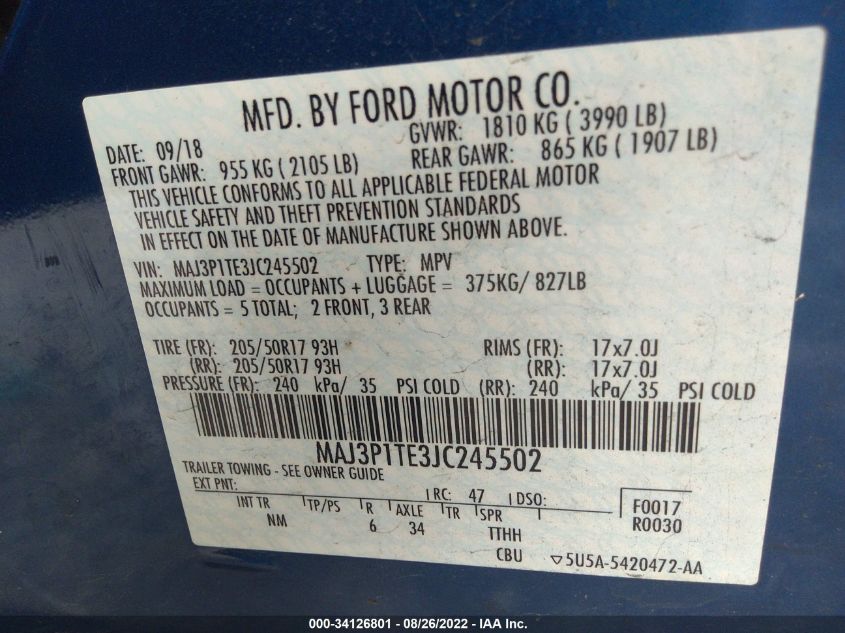 MFD. BY FORD MOTOR CO.
DATE: 09/18 GVWR: 1810 KG ( 3990 LB)
FRONT GAWR: 955 KG ( 2105 LB) REAR GAWR: 865 KG ( 1907 LB)
THIS VEHICLE CONFORMS TO ALL APPLICABLE FEDERAL MOTOR
VEHICLE SAFETY AND THEFT PREVENTION STANDARDS
IN EFFECT ON THE DATE OF MANUFACTURE SHOWN ABOVE.
VIN: MAJ3P1TE3JC245502 TYPE: MPV
MAXIMUM LOAD = OCCUPANTS + LUGGAGE = 375KG/ 827LB
OCCUPANTS = 5 TOTAL; 2 FRONT, 3 REAR
TIRE (FR): 205/50R17 93H RIMS (FR): 17x7.0J
(RR): 205/50R17 93H (RR): 17x7.0J
PRESSURE (FR): 240 kPa/ 35 PSI COLD (RR): 240 kPa/ 35 PSI COLD
MAJ3P1TE3JC245502
TRAILER TOWING - SEE OWNER GUIDE
EXT PNT: RC: 47 DSO: F0017
INT TR TP/PS R AXLE TR SPR R0030
NM 6 34 TTHH
CBU 5U5A-5420472-AA
000-34126801 - 08/26/2022 - IAA Inc.